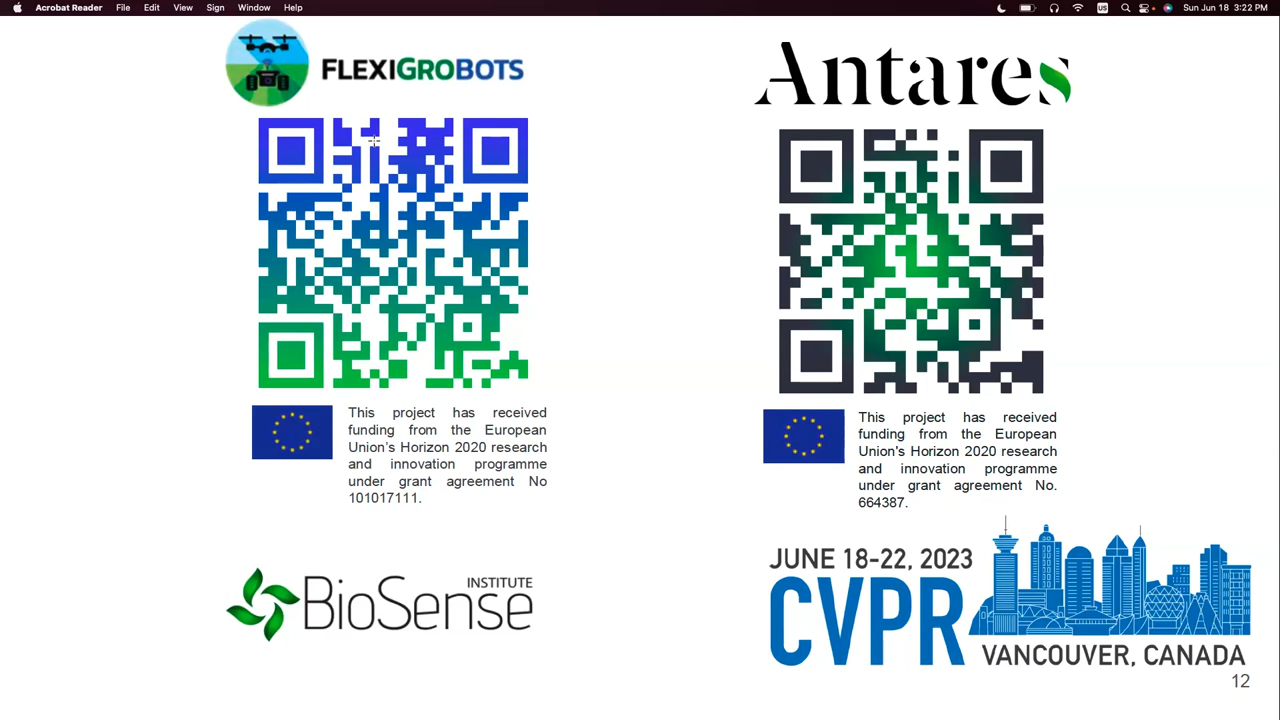 Acrobat Reader File Edit View Sign Window Help US Sun Jun 18 3:22 PM
FLEXIGROBOTS
Antares
This project has received
funding from the European
Union’s Horizon 2020 research
and innovation programme
under grant agreement No
101017111.
This project has received
funding from the European
Union's Horizon 2020 research
and innovation programme
under grant agreement No.
664387.
INSTITUTE
BioSense
JUNE 18-22, 2023
CVPR
VANCOUVER, CANADA
12